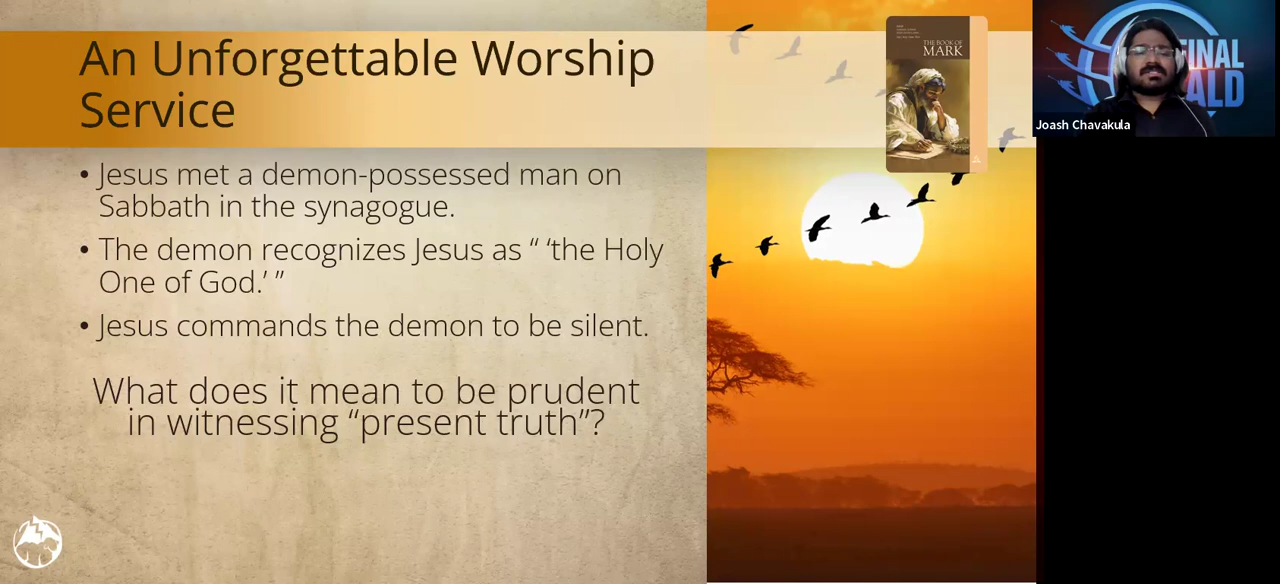 An Unforgettable Worship
Service
• Jesus met a demon-possessed man on
Sabbath in the synagogue.
• The demon recognizes Jesus as “ ‘the Holy
One of God.’ ”
• Jesus commands the demon to be silent.
What does it mean to be prudent
in witnessing “present truth”?
THE BOOK OF
MARK
Joash Chavakula